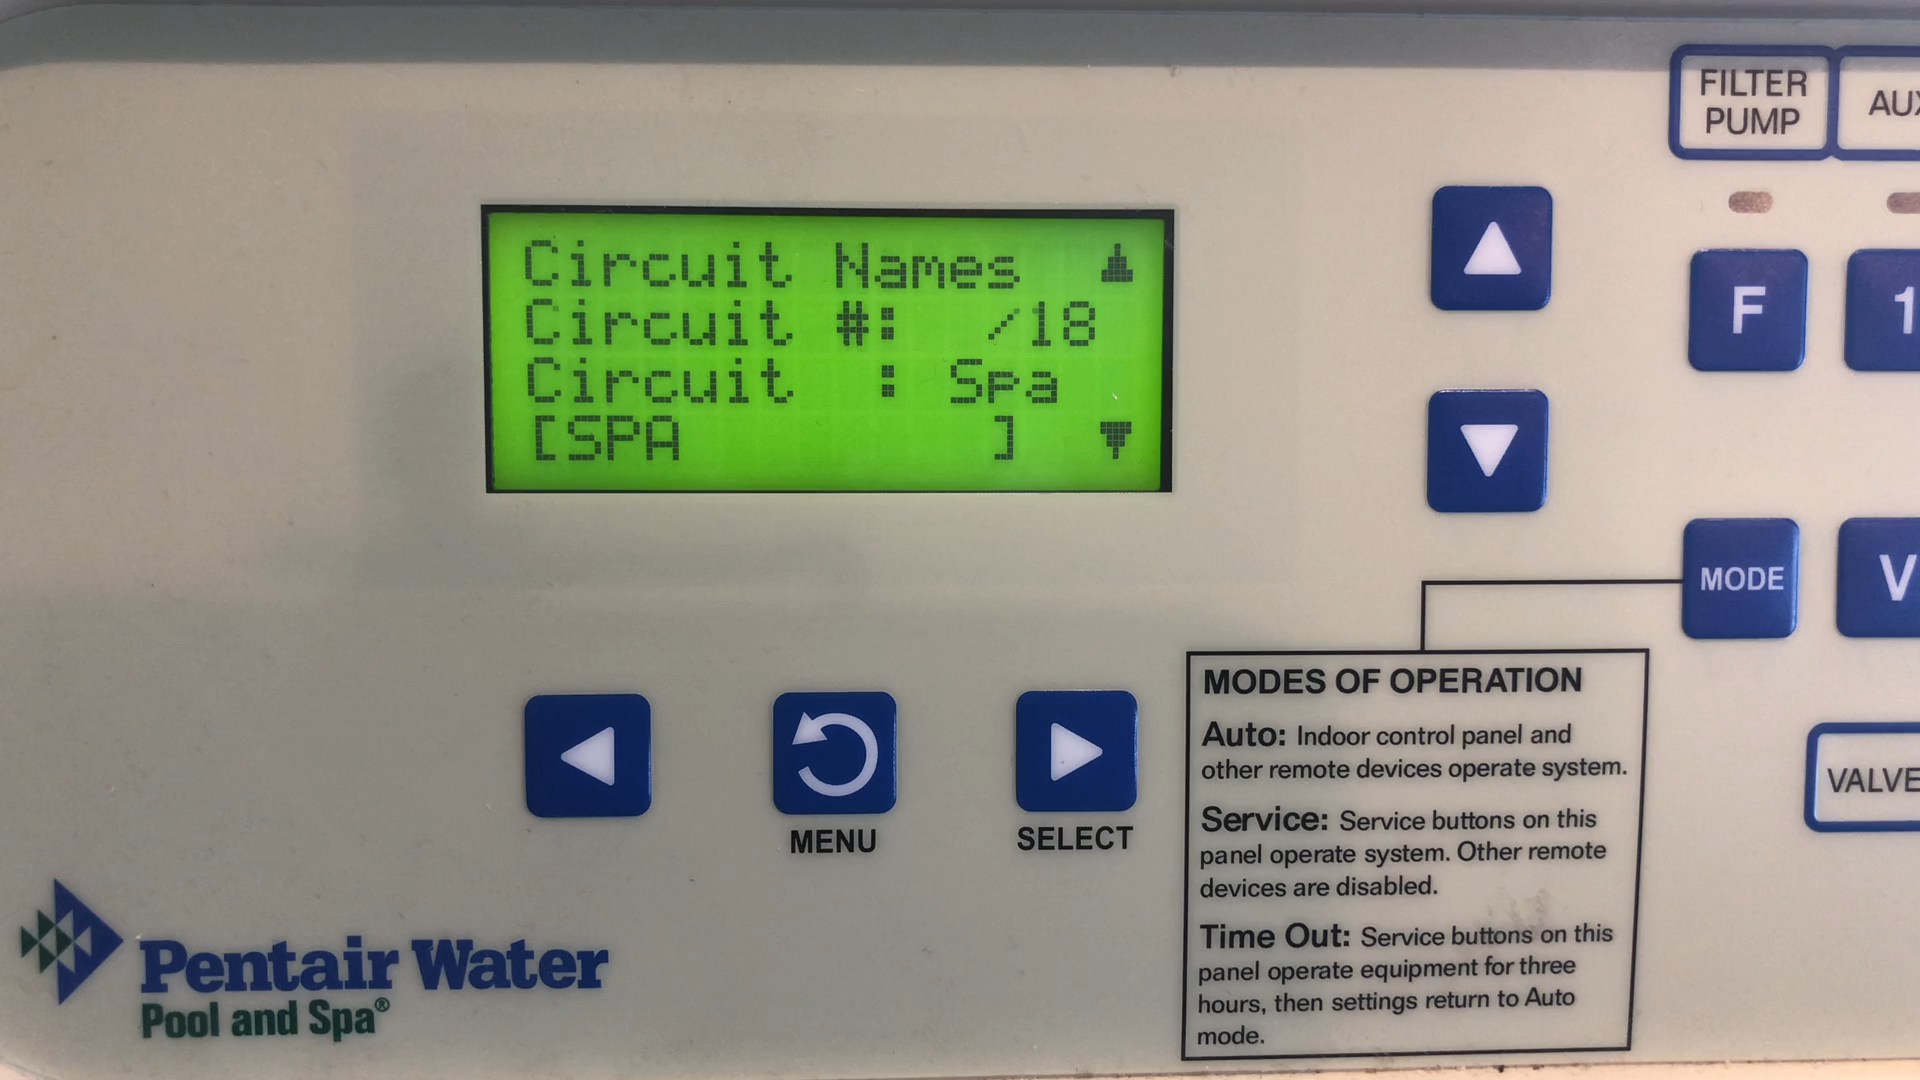 FILTER
PUMP
AUX
Circuit Names
Circuit #: /18
Circuit : Spa
[SPA ]
F
1
MODE
V
VALVE
MENU
SELECT
MODES OF OPERATION
Auto: Indoor control panel and
other remote devices operate system.
Service: Service buttons on this
panel operate system. Other remote
devices are disabled.
Time Out: Service buttons on this
panel operate equipment for three
hours, then settings return to Auto
mode.
Pentair Water
Pool and Spa®